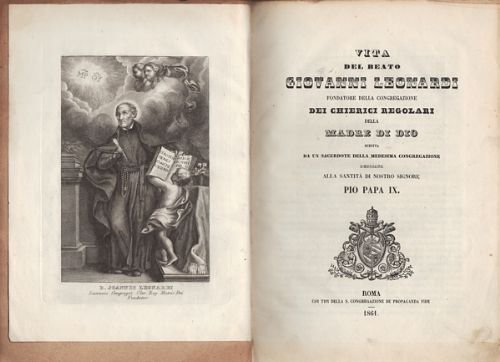 B. JOANNES LEONARDI
Fundator
VITA
DEL BEATO
GIOVANNI LEONARDI
FONDATORE DELLA CONGREGAZIONE
DEI CHIERICI REGOLARI
DELLA
MADRE DI DIO
SCRITTA
DA UN SACERDOTE DELLA MEDESIMA CONGREGAZIONE
ALLA SANTITÀ DI NOSTRO SIGNORE
PIO PAPA IX.
ROMA
COI TIPI DELLA S. CONGREGAZIONE DE PROPAGANDA FIDE
1861.